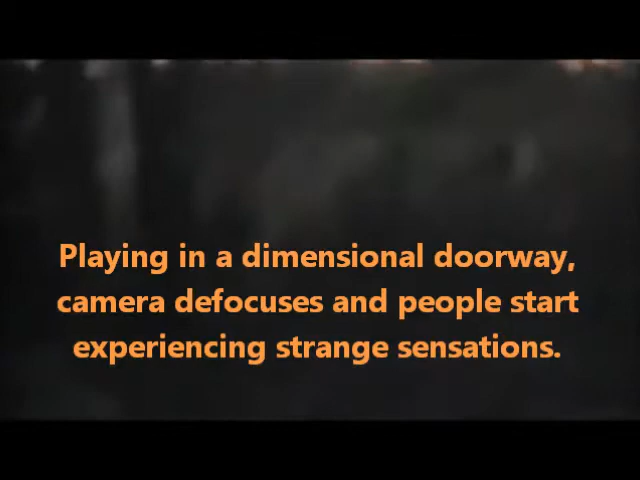 Playing in a dimensional doorway,
camera defocuses and people start
experiencing strange sensations.